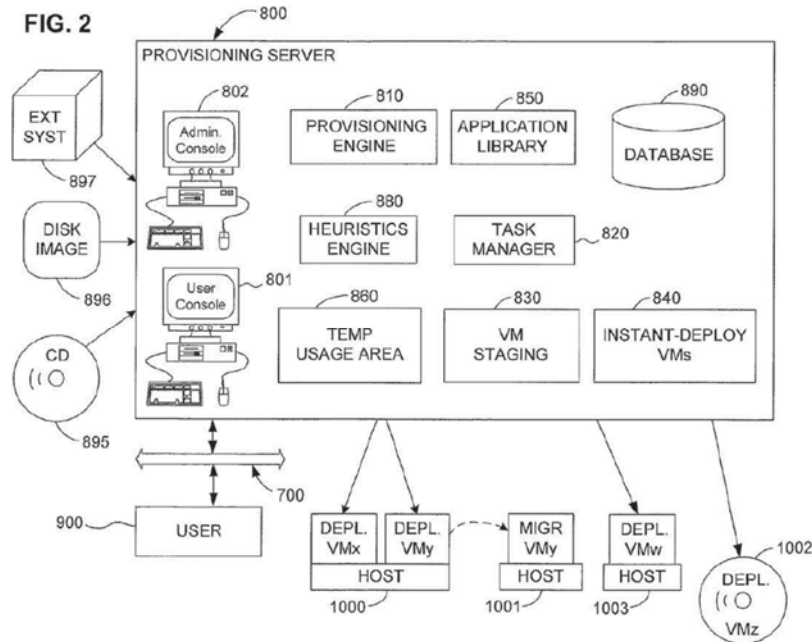 FIG. 2
800
PROVISIONING SERVER
EXT
SYST
897
802
Admin.
Console
810
PROVISIONING
ENGINE
850
APPLICATION
LIBRARY
890
DATABASE
DISK
IMAGE
896
880
HEURISTICS
ENGINE
TASK
MANAGER
820
User
Console
801
860
TEMP
USAGE AREA
830
VM
STAGING
840
INSTANT-DEPLOY
VMs
CD
895
700
900
USER
DEPL.
VMx
DEPL.
VMy
HOST
1000
MIGR
VMy
HOST
1001
DEPL.
VMw
HOST
1003
1002
DEPL.
VMz